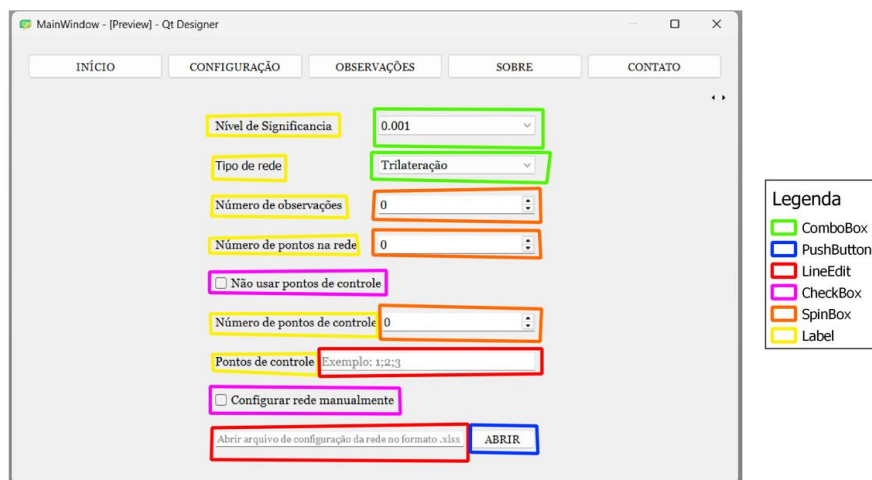 MainWindow - [Preview] - Qt Designer
INÍCIO CONFIGURAÇÃO OBSERVAÇÕES SOBRE CONTATO
Nível de Significancia 0.001
Tipo de rede Trilateração
Número de observações 0
Número de pontos na rede 0
Não usar pontos de controle
Número de pontos de controle 0
Pontos de controle Exemplo: 1;2;3
Configurar rede manualmente
Abrir arquivo de configuração da rede no formato .xlsx ABRIR
Legenda
ComboBox
PushButton
LineEdit
CheckBox
SpinBox
Label